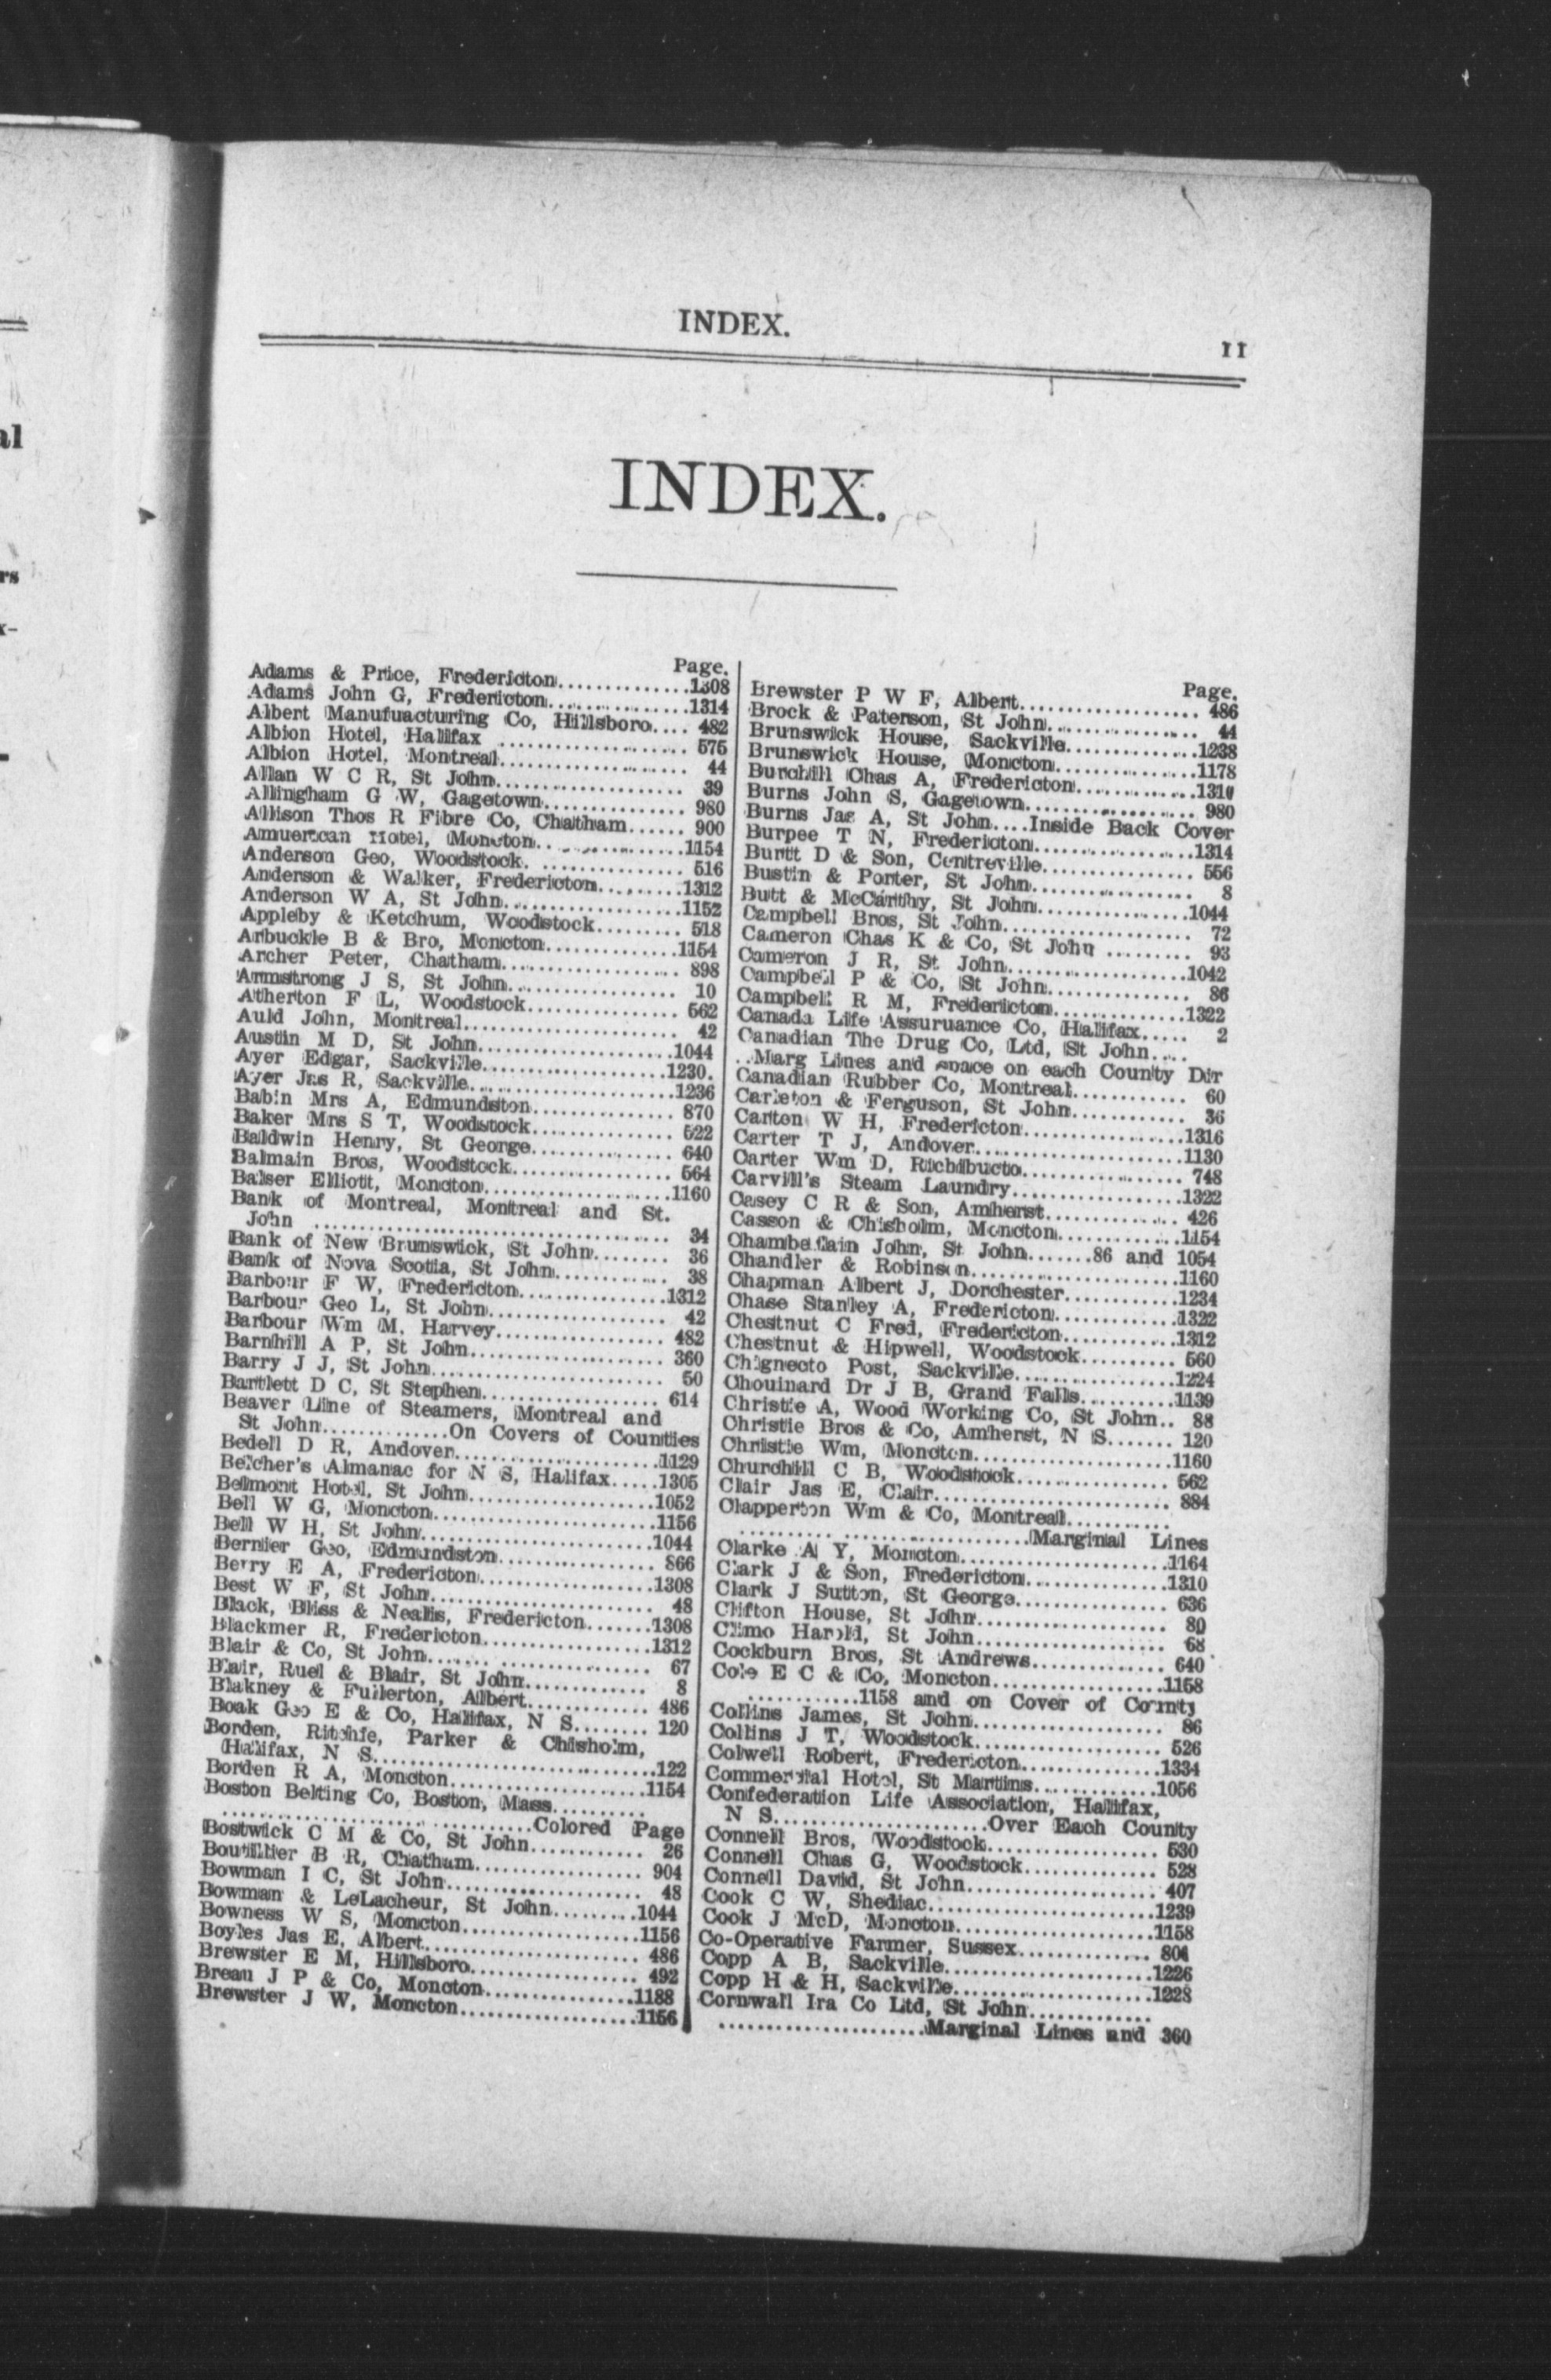 INDEX.
11
INDEX.
Page.
Adams & Price, Fredericton..............1308
Adams John G, Fredericton...............1314
Albert Manufuacturing Co, Hillsboro.... 482
Albion Hotel, Halifax .................... 575
Albion Hotel, Montreal.................... 44
Allan W C R, St John.................... 39
Allingham G W, Gagetown............... 980
Allison Thos R Fibre Co, Chatham...... 900
Amuerican Hotel, Moncton...............1154
Anderson Geo, Woodstock. ............... 516
Anderson & Walker, Fredericton.........1312
Anderson W A, St John...................1152
Appleby & Ketchum, Woodstock......... 518
Arbuckle B & Bro, Moncton..............1154
Archer Peter, Chatham................... 898
Armstrong J S, St John.................. 10
Atherton F L, Woodstock................ 562
Auld John, Montreal....................... 42
Austin M D, St John.....................1044
Ayer Edgar, Sackville....................1230.
Ayer Jas R, Sackville.....................1236
Babin Mrs A, Edmundston............... 870
Baker Mrs S T, Woodstock............... 522
Baldwin Henry, St George............... 640
Balmain Bros, Woodstock................. 564
Balser Elliott, Moncton....................1160
Bank of Montreal, Montreal and St.
John ...................................... 34
Bank of New Brunswick, St John........ 36
Bank of Nova Scotia, St John............ 38
Barbour F W, Fredericton................1312
Barbour Geo L, St John................... 42
Barbour Wm M. Harvey................. 482
Barnhill A P, St John.................... 360
Barry J J, St John......................... 50
Bartlett D C, St Stephen.................. 614
Beaver Line of Steamers, Montreal and
St John..............On Covers of Counties
Bedell D R, Andover......................1129
Belcher's Almanac for N S, Halifax.....1305
Bellmont Hotel, St John...................1052
Bell W G, Moncton........................1156
Bell W H, St John.........................1044
Bernier Geo, Edmundston................ 866
Berry E A, Fredericton...................1308
Best W F, St John......................... 48
Black, Bliss & Nealis, Fredericton.......1308
Blackmer R, Fredericton..................1312
Blair & Co, St John........................ 67
Blair, Ruel & Blair, St John............. 8
Blakney & Fullerton, Albert............. 486
Boak Geo E & Co, Halifax, N S........ 120
Borden, Ritchie, Parker & Chisholm,
Halifax, N S..............................122
Borden R A, Moncton.....................1154
Boston Belting Co, Boston, Mass..........
..................................Colored Page
Bostwick C M & Co, St John............ 26
Boutillier B R, Chatham.................. 904
Bowman I C, St John...................... 48
Bowman & LeLacheur, St John.........1044
Bowness W S, Moncton...................1156
Boyles Jas E, Albert....................... 486
Brewster E M, Hillsboro.................. 492
Breau J P & Co, Moncton................1188
Brewster J W, Moncton...................1156
Page.
Brewster P W F, Albert................... 486
Brock & Paterson, St John................ 44
Brunswick House, Sackville..............1238
Brunswick House, Moncton...............1178
Burchill Chas A, Fredericton.............1310
Burns John S, Gagetown.................. 980
Burns Jas A, St John....Inside Back Cover
Burpee T N, Fredericton..................1314
Burtt D & Son, Centreville............... 556
Bustin & Porter, St John................. 8
Butt & McCarthy, St John................1044
Campbell Bros, St John.................... 72
Cameron Chas K & Co, St John ......... 93
Cameron J R, St John....................1042
Campbell P & Co, St John............... 86
Campbell R M, Fredericton..............1322
Canada Life Assuruance Co, Halifax..... 2
Canadian The Drug Co, Ltd, St John....
..Marg Lines and space on each County Dir
Canadian Rubber Co, Montreal........... 60
Carleton & Ferguson, St John............ 36
Carlton W H, Fredericton................1316
Carter T J, Andover.......................1130
Carter Wm D, Richibucto................. 748
Carvill's Steam Laundry..................1322
Casey C R & Son, Amherst.............. 426
Casson & Chisholm, Moncton.............1154
Chamberlain John, St John.......86 and 1054
Chandler & Robinson......................1160
Chapman Albert J, Dorchester............1234
Chase Stanley A, Fredericton.............1322
Chestnut C Fred, Fredericton............1312
Chestnut & Hipwell, Woodstock.......... 560
Chignecto Post, Sackville.................1224
Chouinard Dr J B, Grand Falls..........1139
Christie A, Wood Working Co, St John.. 88
Christie Bros & Co, Amherst, N S....... 120
Christie Wm, Moncton....................1160
Churchill C B, Woodstock................ 562
Clair Jas E, Clair.......................... 884
Clapperton Wm & Co, Montreal...........
...............................Marginal Lines
Clarke A Y, Moncton......................1164
Clark J & Son, Fredericton...............1310
Clark J Sutton, St George................ 636
Clifton House, St John.................... 80
Climo Harold, St John.................... 68
Cockburn Bros, St Andrews.............. 640
Cole E C & Co, Moncton..................1158
............1158 and on Cover of County
Collins James, St John.................... 86
Collins J T, Woodstock................... 526
Colwell Robert, Fredericton..............1334
Commercial Hotel, St Martins............1056
Confederation Life Association, Halifax,
N S.......................Over Each County
Connell Bros, Woodstock.................. 530
Connell Chas G, Woodstock.............. 528
Connell David, St John.................... 407
Cook C W, Shediac........................1239
Cook J McD, Moncton.....................1158
Co-Operative Farmer, Sussex.............. 804
Copp A B, Sackville.......................1226
Copp H & H, Sackville....................1228
Cornwall Ira Co Ltd, St John.............
......................Marginal Lines and 360
al
rs
x-